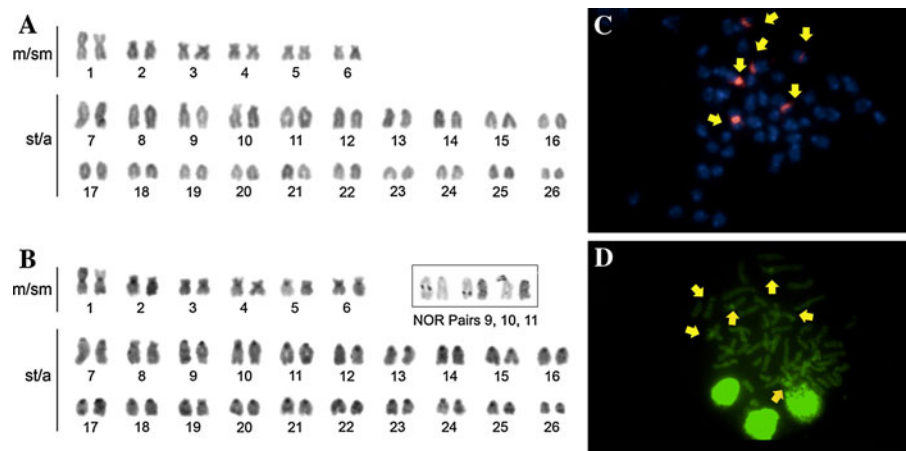 A
m/sm
1 2 3 4 5 6
st/a
7 8 9 10 11 12 13 14 15 16
17 18 19 20 21 22 23 24 25 26
B
m/sm
1 2 3 4 5 6
NOR Pairs 9, 10, 11
st/a
7 8 9 10 11 12 13 14 15 16
17 18 19 20 21 22 23 24 25 26
C
D